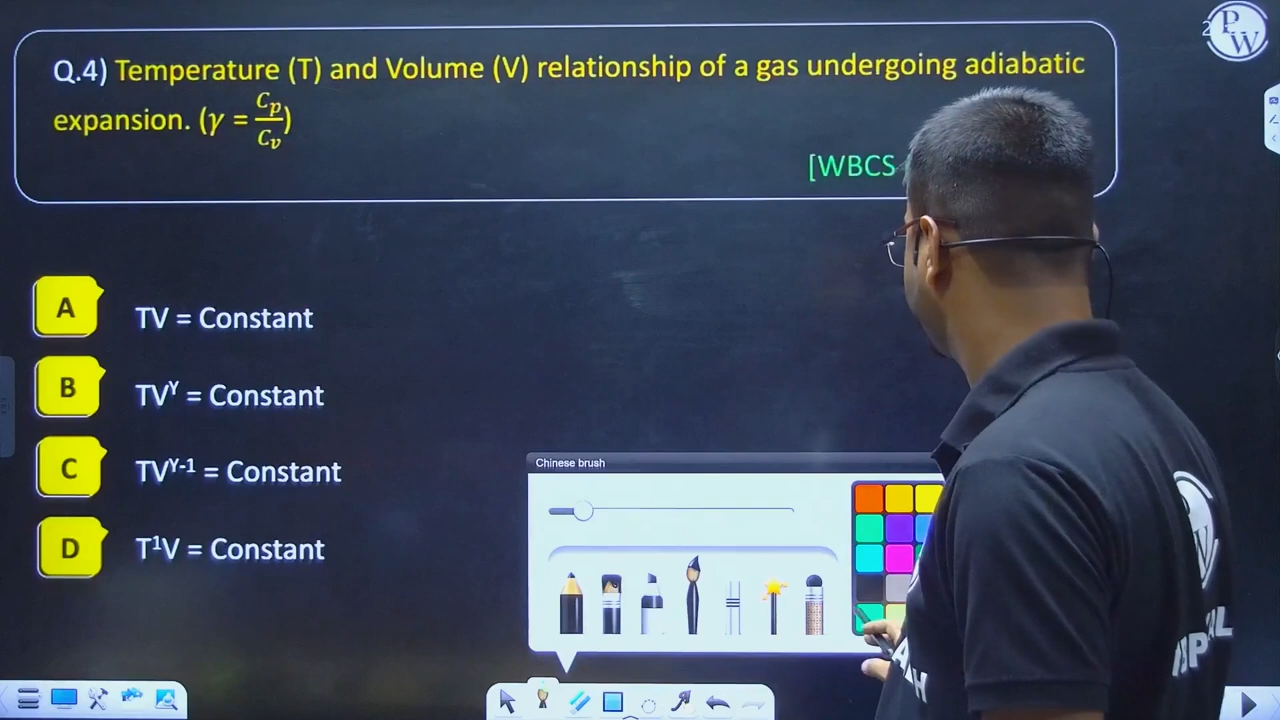 P
W
Q.4) Temperature (T) and Volume (V) relationship of a gas undergoing adiabatic
expansion. (γ = Cp/Cv)
[WBCS
A TV = Constant
B TV^Y = Constant
C TV^Y-1 = Constant
D T^1V = Constant
Chinese brush